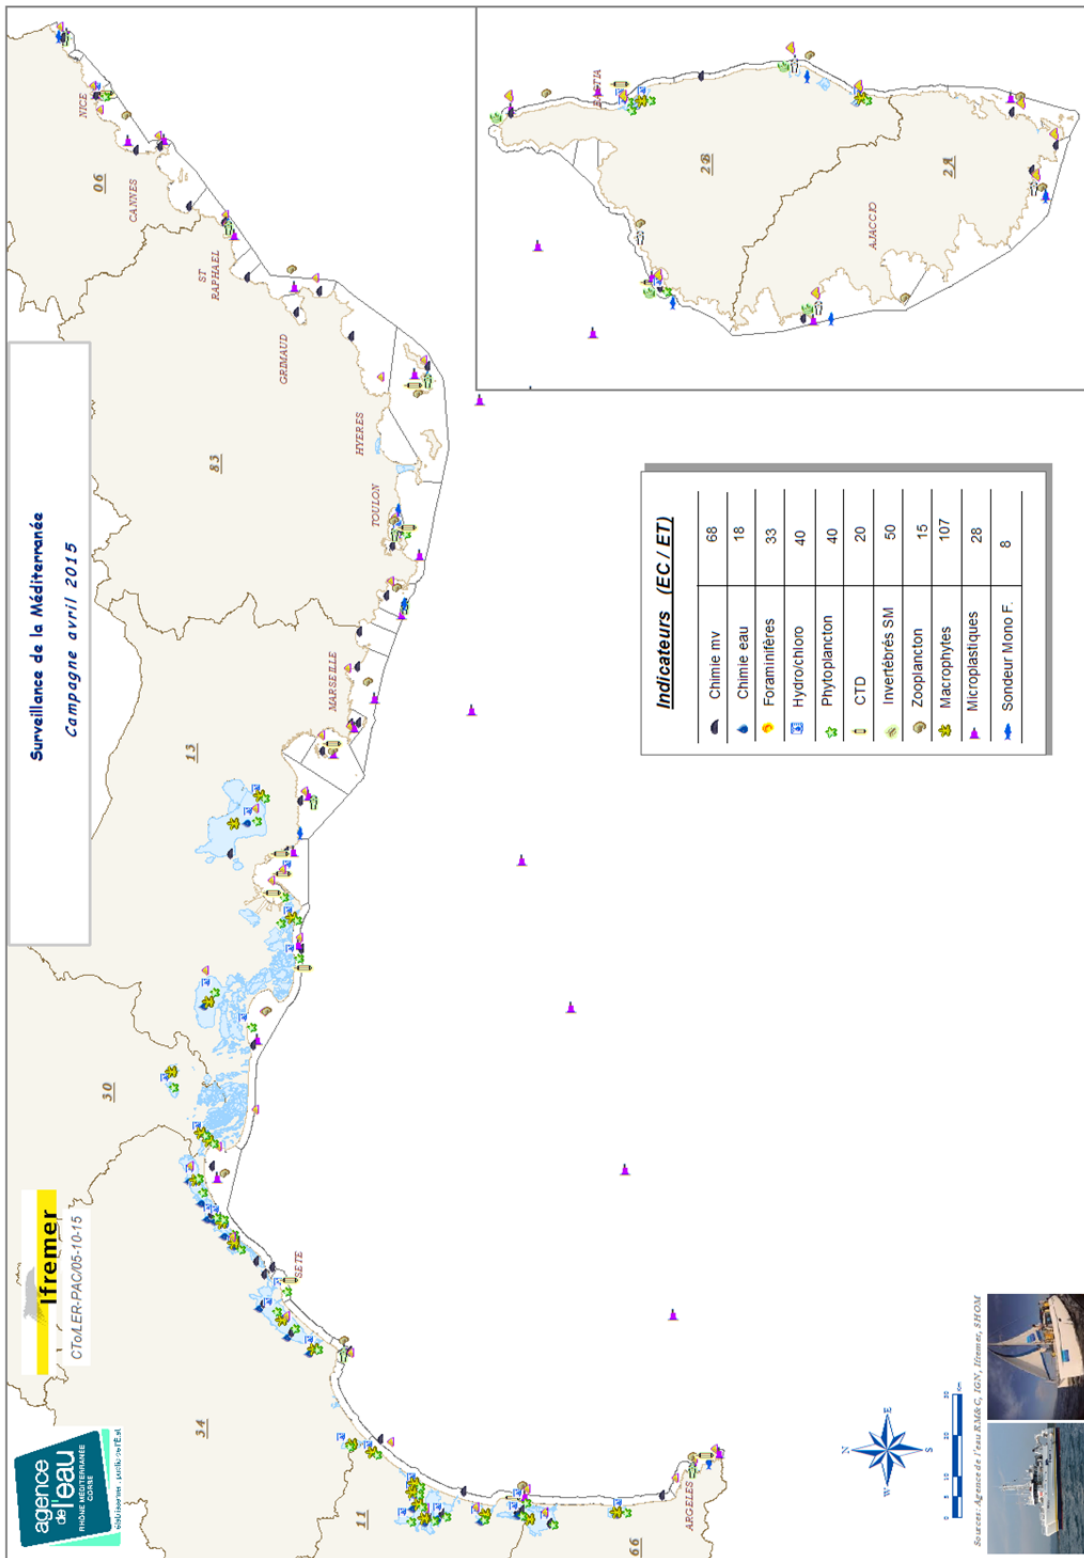 Surveillance de la Méditerranée
Campagne avril 2015
agence
de l'eau
RHÔNE MÉDITERRANÉE
CORSE
Ifremer
CTo/LER-PAC/05-10-15
Indicateurs (EC / ET)
Chimie mv 68
Chimie eau 18
Foraminifères 33
Hydro/chloro 40
Phytoplancton 40
CTD 20
Invertébrés SM 50
Zooplancton 15
Macrophytes 107
Microplastiques 28
Sondeur Mono F. 8
66
11
34
30
13
83
06
ARGELES
SETE
MARSEILLE
TOULON
HYERES
GRIMAUD
ST
RAPHAEL
CANNES
NICE
BASTIA
AJACCIO
N
W
E
S
Sources: Agence de l'eau RM&C, IGN, Ifremer, SHOM